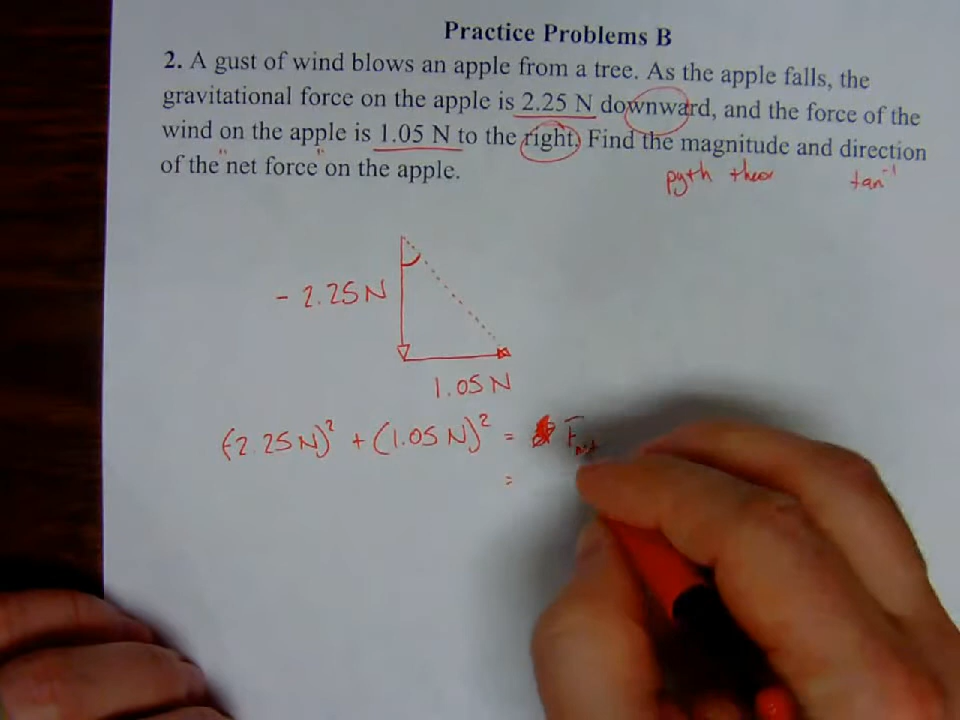 Practice Problems B
2. A gust of wind blows an apple from a tree. As the apple falls, the
gravitational force on the apple is 2.25 N downward, and the force of the
wind on the apple is 1.05 N to the right. Find the magnitude and direction
of the "net force" on the apple.
pyth theor tan⁻¹
- 2.25N
1.05N
(-2.25N)² + (1.05N)² = F net
=